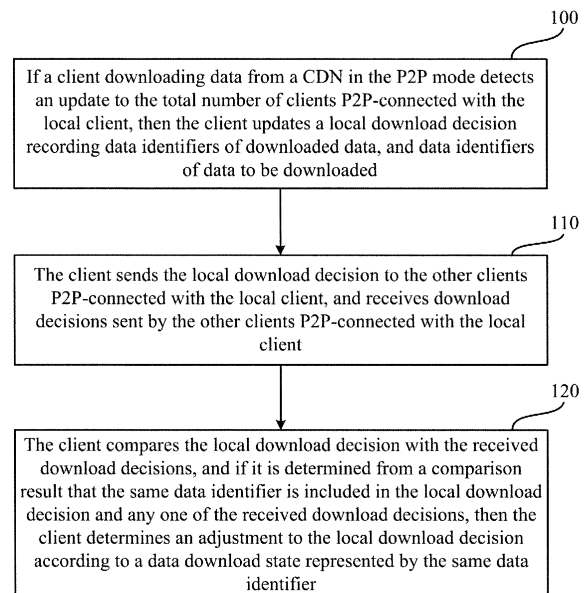 100
If a client downloading data from a CDN in the P2P mode detects
an update to the total number of clients P2P-connected with the
local client, then the client updates a local download decision
recording data identifiers of downloaded data, and data identifiers
of data to be downloaded
110
The client sends the local download decision to the other clients
P2P-connected with the local client, and receives download
decisions sent by the other clients P2P-connected with the local
client
120
The client compares the local download decision with the received
download decisions, and if it is determined from a comparison
result that the same data identifier is included in the local download
decision and any one of the received download decisions, then the
client determines an adjustment to the local download decision
according to a data download state represented by the same data
identifier